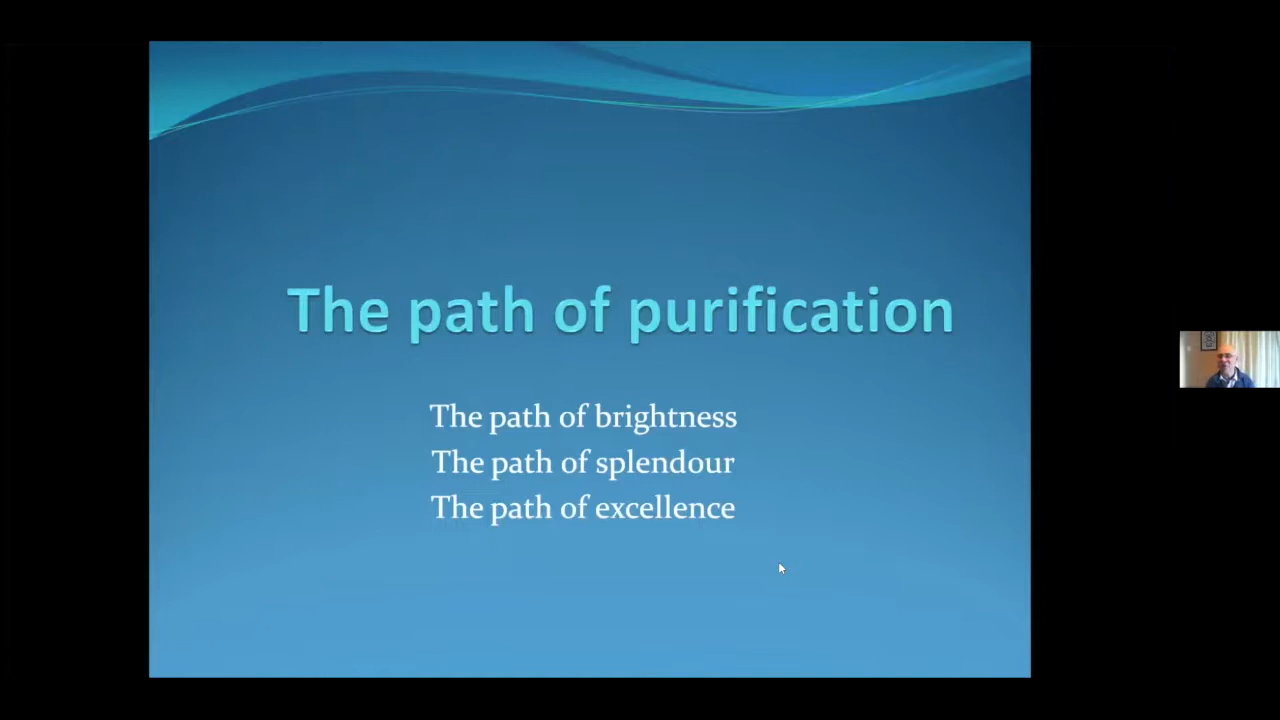 The path of purification
The path of brightness
The path of splendour
The path of excellence